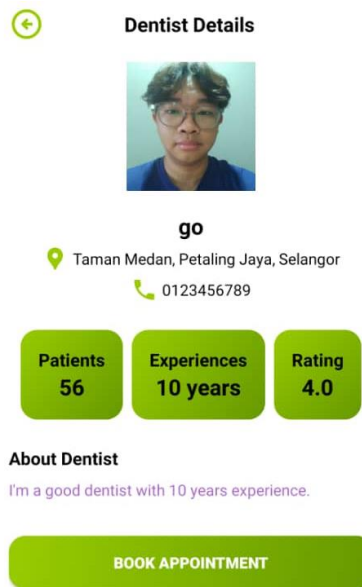 Dentist Details
go
Taman Medan, Petaling Jaya, Selangor
0123456789
Patients Experiences Rating
56 10 years 4.0
About Dentist
I'm a good dentist with 10 years experience.
BOOK APPOINTMENT